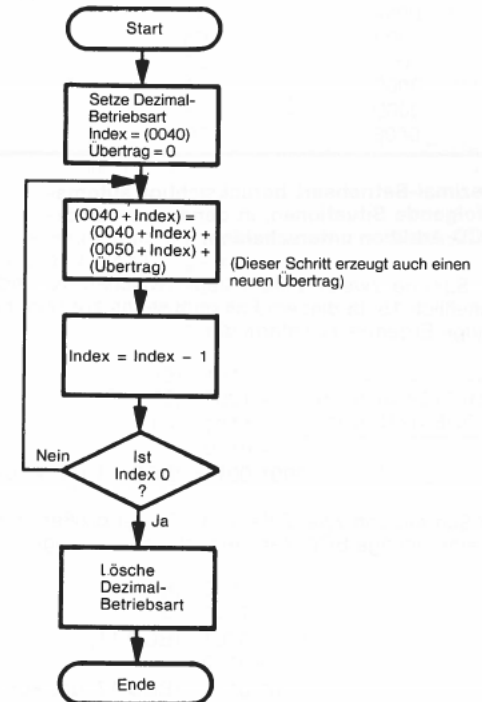 Start
Setze Dezimal-
Betriebsart
Index = (0040)
Übertrag = 0
(0040 + Index) =
(0040 + Index) +
(0050 + Index) +
(Übertrag)
(Dieser Schritt erzeugt auch einen
neuen Übertrag)
Index = Index – 1
Nein
Ist
Index 0
?
Ja
Lösche
Dezimal-
Betriebsart
Ende